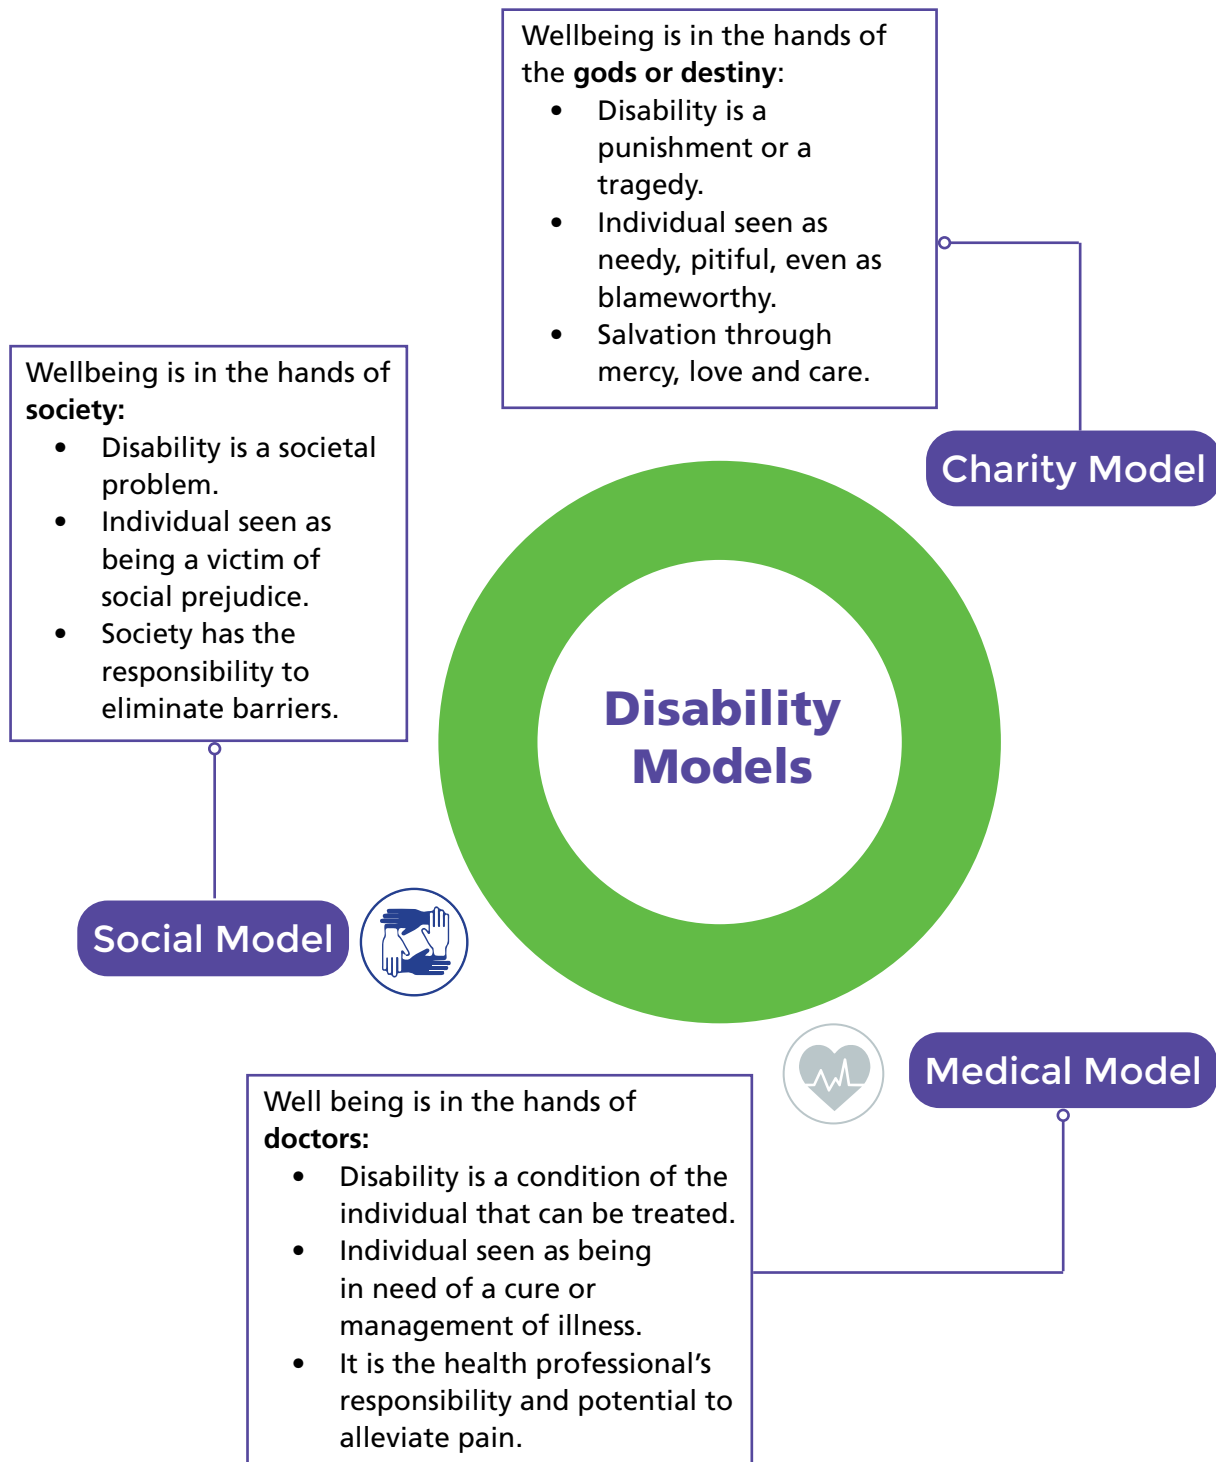 Wellbeing is in the hands of
the gods or destiny:
• Disability is a
punishment or a
tragedy.
• Individual seen as
needy, pitiful, even as
blameworthy.
• Salvation through
mercy, love and care.
Charity Model
Wellbeing is in the hands of
society:
• Disability is a societal
problem.
• Individual seen as
being a victim of
social prejudice.
• Society has the
responsibility to
eliminate barriers.
Social Model
Disability
Models
Medical Model
Well being is in the hands of
doctors:
• Disability is a condition of the
individual that can be treated.
• Individual seen as being
in need of a cure or
management of illness.
• It is the health professional’s
responsibility and potential to
alleviate pain.